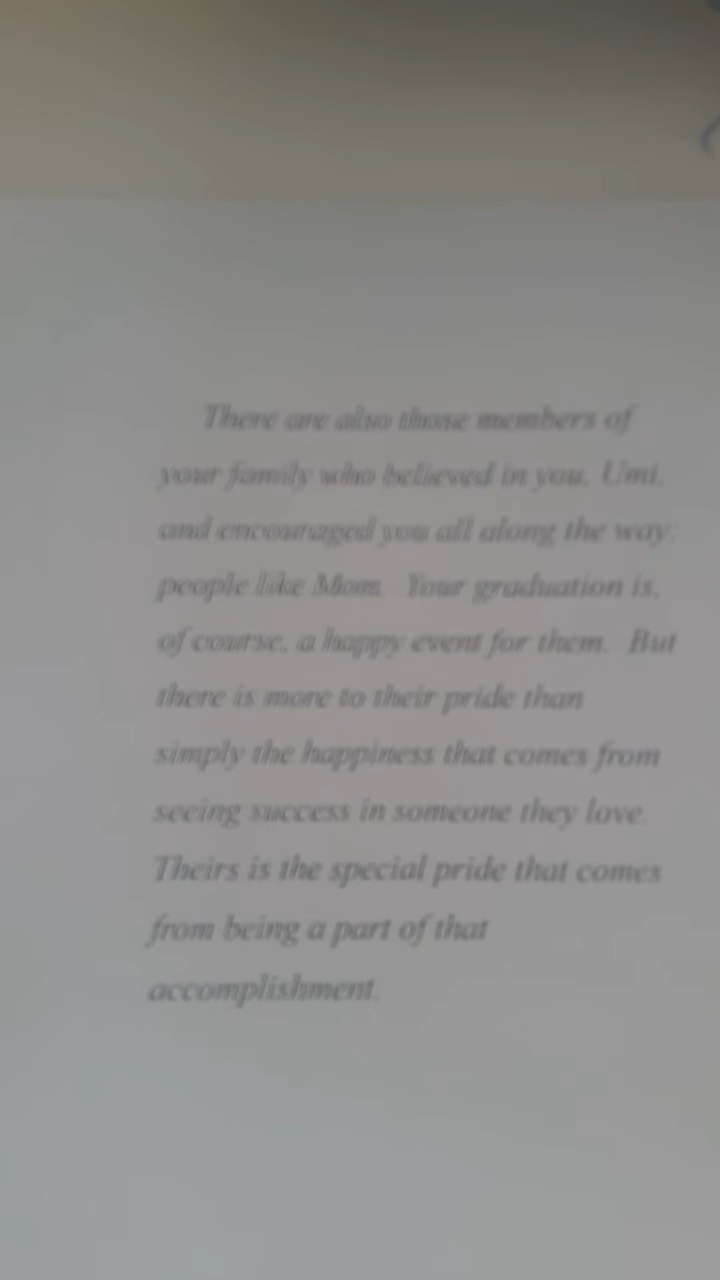 There are also those members of
your family who believed in you, Umi,
and encouraged you all along the way:
people like Mom. Your graduation is,
of course, a happy event for them. But
there is more to their pride than
simply the happiness that comes from
seeing success in someone they love.
Theirs is the special pride that comes
from being a part of that
accomplishment.